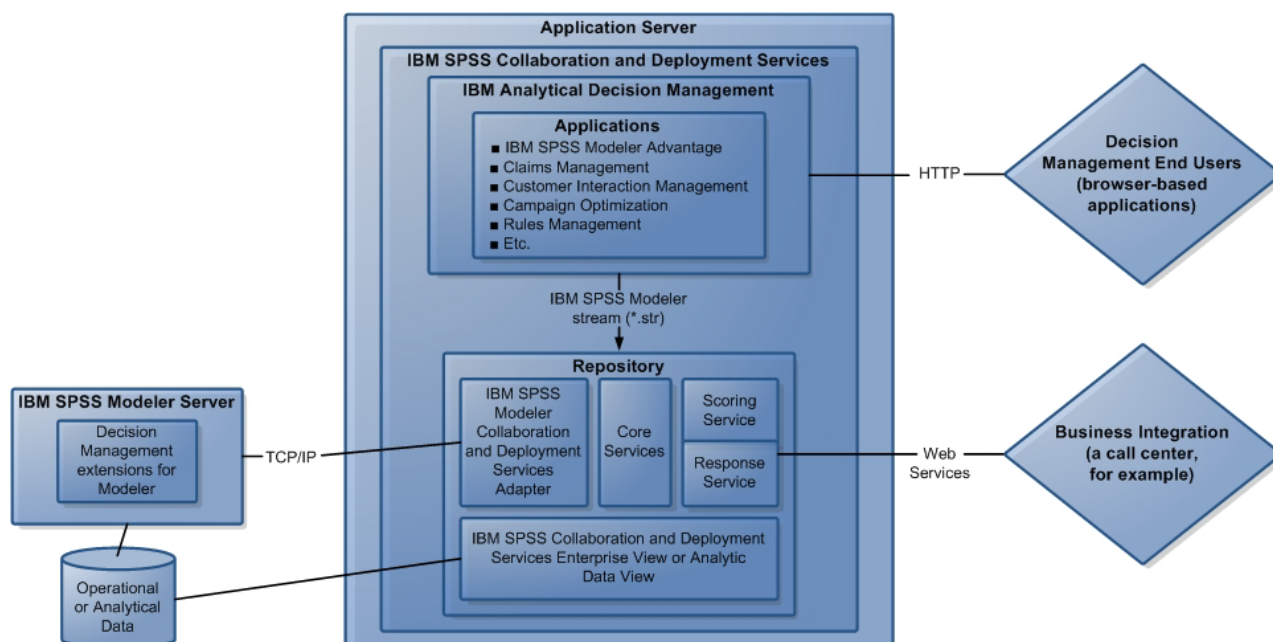 Application Server
IBM SPSS Collaboration and Deployment Services
IBM Analytical Decision Management
Applications
■ IBM SPSS Modeler Advantage
■ Claims Management
■ Customer Interaction Management
■ Campaign Optimization
■ Rules Management
■ Etc.
HTTP
Decision
Management End Users
(browser-based
applications)
IBM SPSS Modeler
stream (*.str)
Repository
IBM SPSS
Modeler
Collaboration
and Deployment
Services
Adapter
Core
Services
Scoring
Service
Response
Service
Web
Services
Business Integration
(a call center,
for example)
IBM SPSS Modeler Server
Decision
Management
extensions for
Modeler
TCP/IP
IBM SPSS Collaboration and Deployment
Services Enterprise View or Analytic
Data View
Operational
or Analytical
Data